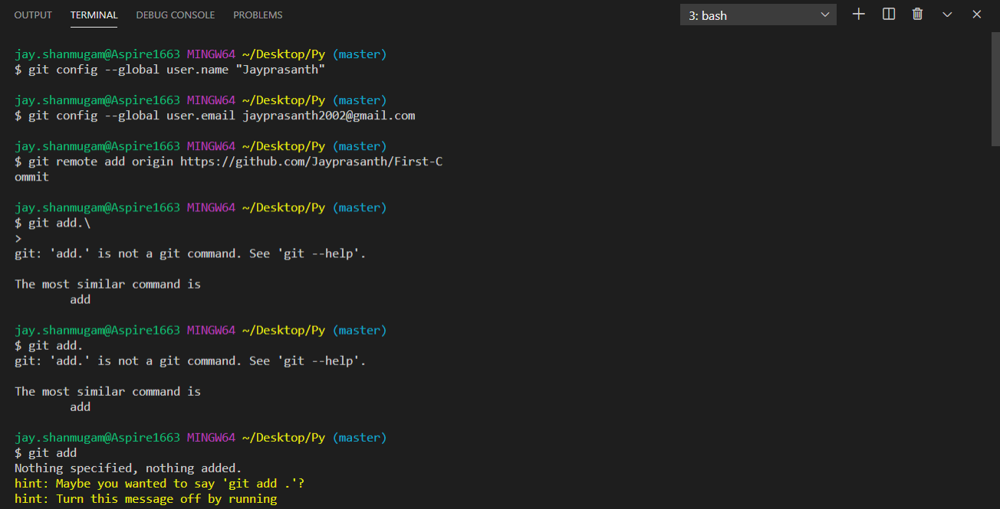 OUTPUT TERMINAL DEBUG CONSOLE PROBLEMS 3: bash
jay.shanmugam@Aspire1663 MINGW64 ~/Desktop/Py (master)
$ git config --global user.name "Jayprasanth"
jay.shanmugam@Aspire1663 MINGW64 ~/Desktop/Py (master)
$ git config --global user.email jayprasanth2002@gmail.com
jay.shanmugam@Aspire1663 MINGW64 ~/Desktop/Py (master)
$ git remote add origin https://github.com/Jayprasanth/First-C
ommit
jay.shanmugam@Aspire1663 MINGW64 ~/Desktop/Py (master)
$ git add.\
>
git: 'add.' is not a git command. See 'git --help'.
The most similar command is
add
jay.shanmugam@Aspire1663 MINGW64 ~/Desktop/Py (master)
$ git add.
git: 'add.' is not a git command. See 'git --help'.
The most similar command is
add
jay.shanmugam@Aspire1663 MINGW64 ~/Desktop/Py (master)
$ git add
Nothing specified, nothing added.
hint: Maybe you wanted to say 'git add .'?
hint: Turn this message off by running